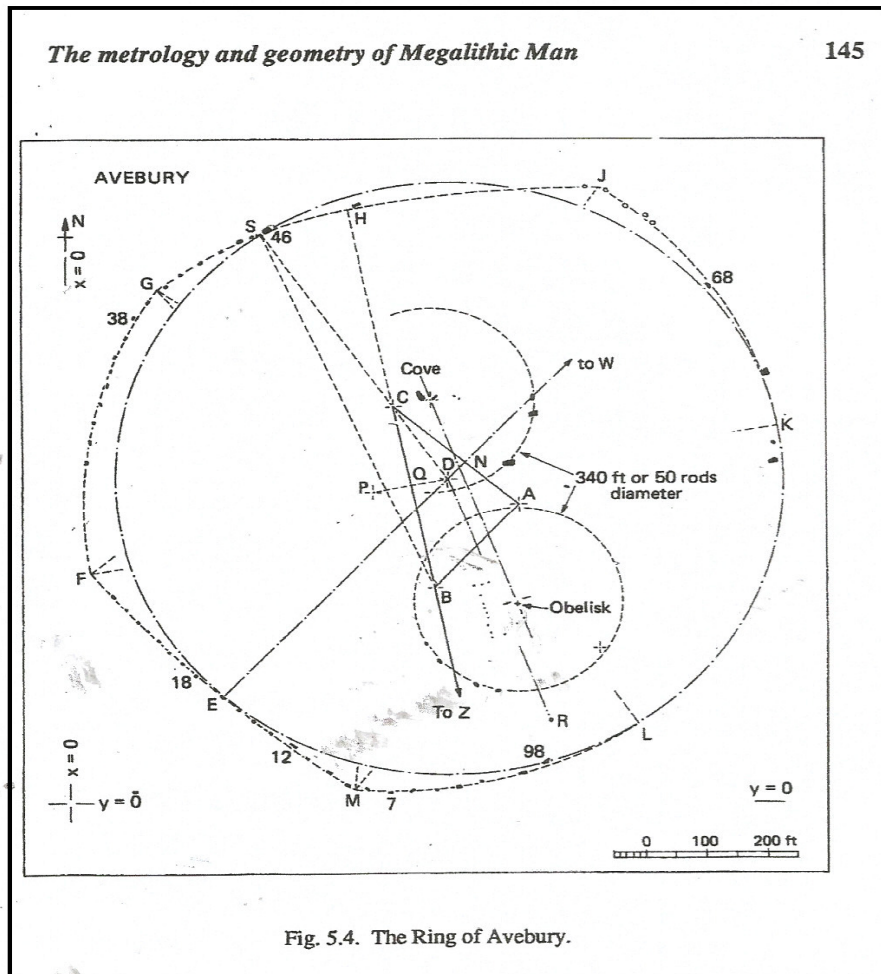 The metrology and geometry of Megalithic Man 145
AVEBURY
N
x = 0
S
46
H
J
G
38
68
Cove
to W
C
K
Q
D
N
P
340 ft or 50 rods
diameter
A
F
B
Obelisk
18
E
To Z
R
L
12
98
x = 0
y = 0
M
7
y = 0
0 100 200 ft
Fig. 5.4. The Ring of Avebury.